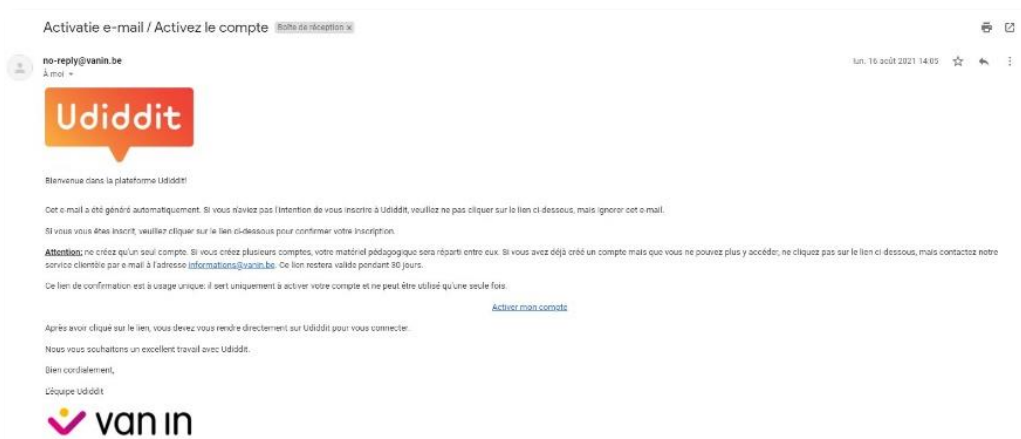 Activatie e-mail / Activez le compte Boîte de réception x
no-reply@vanin.be
lun. 16 août 2021 14:05
À moi
Udiddit
Bienvenue dans la plateforme Udiddit!
Cet e-mail a été généré automatiquement. Si vous n'aviez pas l'intention de vous inscrire à Udiddit, veuillez ne pas cliquer sur le lien ci-dessous, mais ignorer cet e-mail.
Si vous vous êtes inscrit, veuillez cliquer sur le lien ci-dessous pour confirmer votre inscription.
Attention: ne créez qu'un seul compte. Si vous créez plusieurs comptes, votre matériel pédagogique sera réparti entre eux. Si vous avez déjà créé un compte mais que vous ne pouvez plus y accéder, ne cliquez pas sur le lien ci-dessous, mais contactez notre
service clientèle par e-mail à l'adresse informations@vanin.be. Ce lien restera valide pendant 30 jours.
Ce lien de confirmation est à usage unique: il sert uniquement à activer votre compte et ne peut être utilisé qu'une seule fois.
Activer mon compte
Après avoir cliqué sur le lien, vous devez vous rendre directement sur Udiddit pour vous connecter.
Nous vous souhaitons un excellent travail avec Udiddit.
Bien cordialement,
L'équipe Udiddit
van in